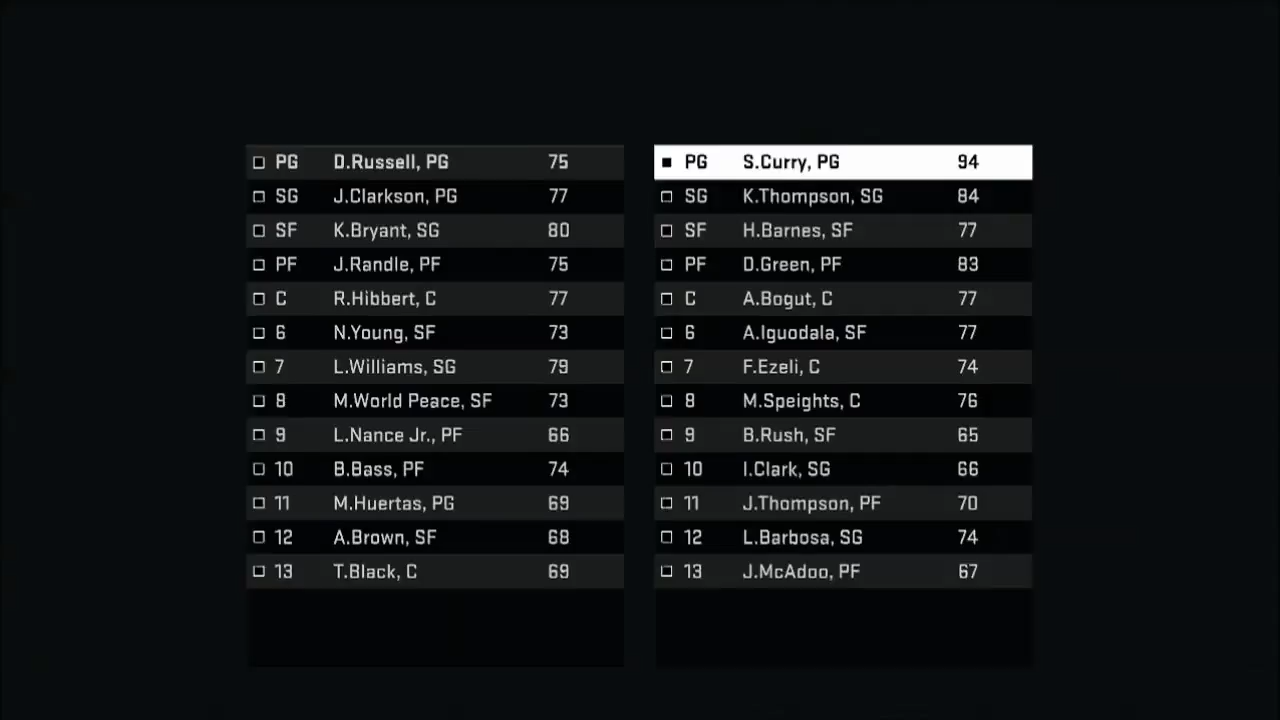 PG D.Russell, PG 75
SG J.Clarkson, PG 77
SF K.Bryant, SG 80
PF J.Randle, PF 75
C R.Hibbert, C 77
6 N.Young, SF 73
7 L.Williams, SG 79
8 M.World Peace, SF 73
9 L.Nance Jr., PF 66
10 B.Bass, PF 74
11 M.Huertas, PG 69
12 A.Brown, SF 68
13 T.Black, C 69
PG S.Curry, PG 94
SG K.Thompson, SG 84
SF H.Barnes, SF 77
PF D.Green, PF 83
C A.Bogut, C 77
6 A.Iguodala, SF 77
7 F.Ezeli, C 74
8 M.Speights, C 76
9 B.Rush, SF 65
10 I.Clark, SG 66
11 J.Thompson, PF 70
12 L.Barbosa, SG 74
13 J.McAdoo, PF 67